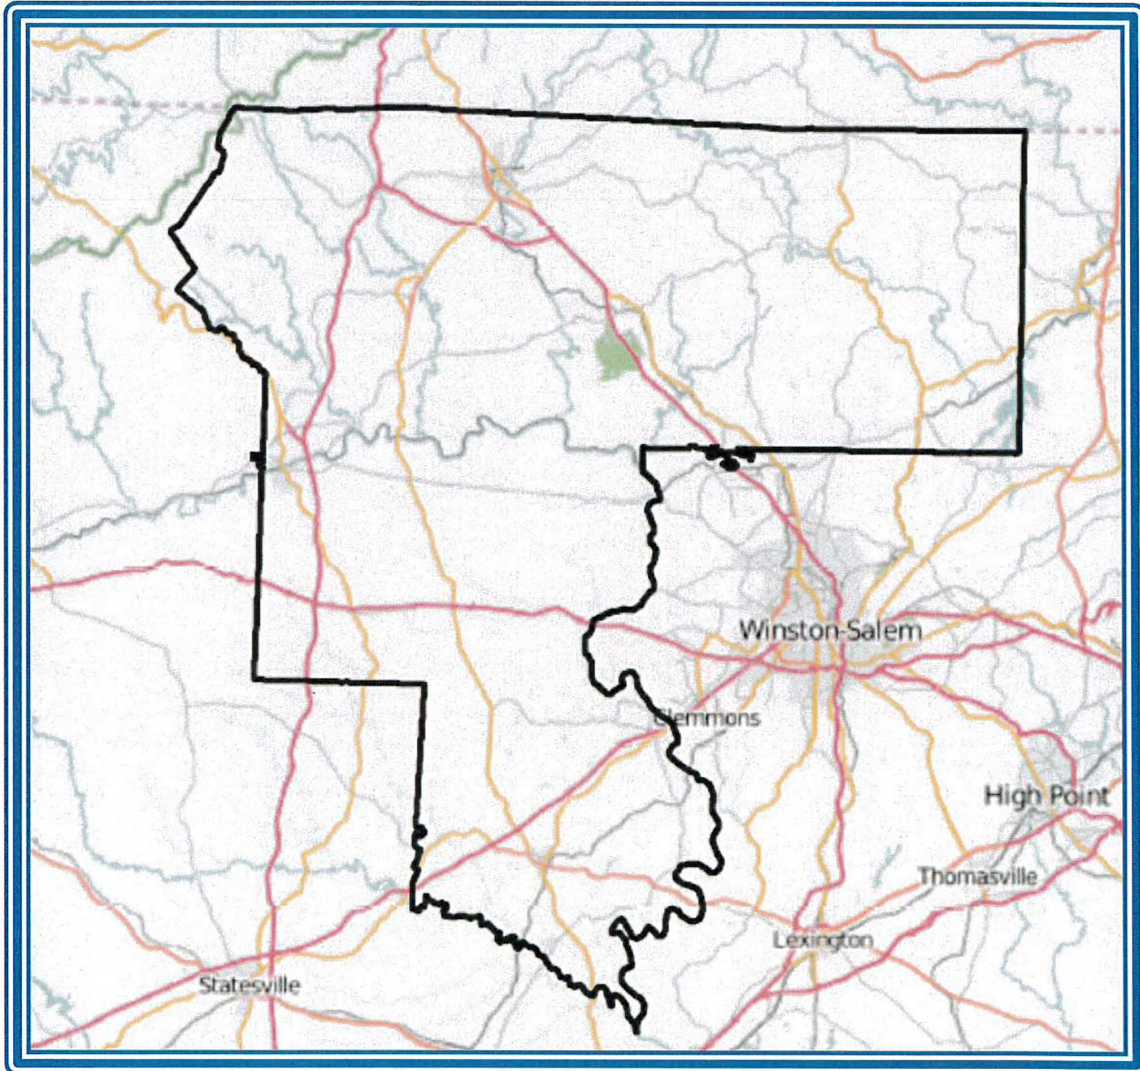 Winston-Salem
Clemmons
High Point
Thomasville
Lexington
Statesville